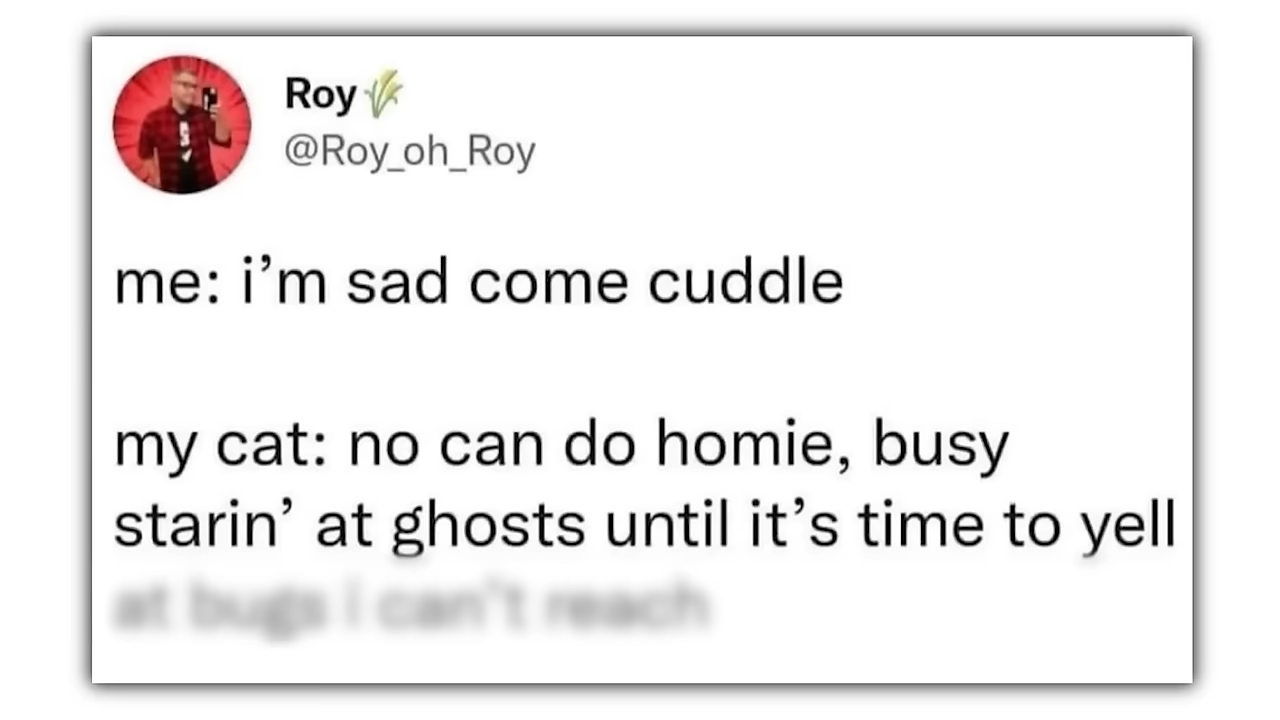 Roy🌾
@Roy_oh_Roy
me: i’m sad come cuddle
my cat: no can do homie, busy
starin’ at ghosts until it’s time to yell
at bugs i can't reach